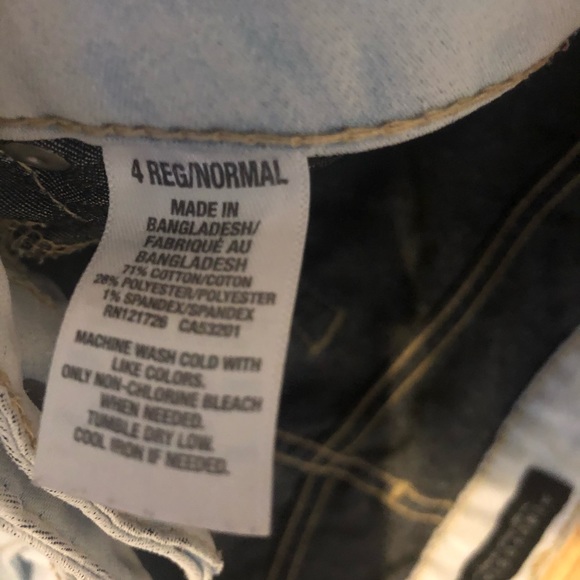 4 REG/NORMAL
MADE IN
BANGLADESH/
FABRIQUÉ AU
BANGLADESH
71% COTTON/COTON
28% POLYESTER/POLYESTER
1% SPANDEX/SPANDEX
RN121726 CA53201
MACHINE WASH COLD WITH
LIKE COLORS.
ONLY NON-CHLORINE BLEACH
WHEN NEEDED.
TUMBLE DRY LOW.
COOL IRON IF NEEDED.